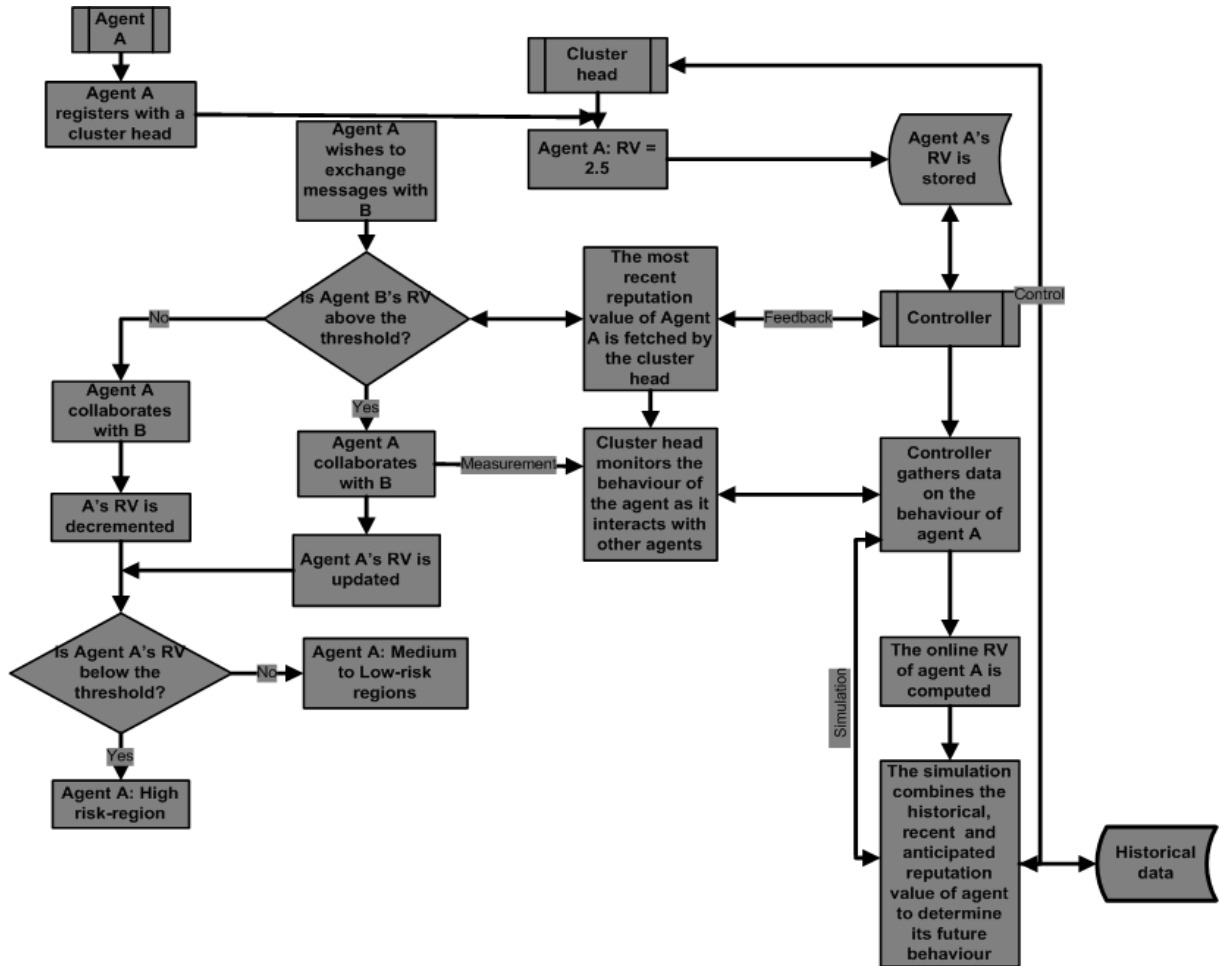 Agent
A
Agent A
registers with a
cluster head
Cluster
head
Agent A: RV =
2.5
Agent A's
RV is
stored
Agent A
wishes to
exchange
messages with
B
Is Agent B's RV
above the
threshold?
No
Yes
The most
recent
reputation
value of Agent
A is fetched by
the cluster
head
Feedback
Controller
Control
Agent A
collaborates
with B
Agent A
collaborates
with B
Measurement
Cluster head
monitors the
behaviour of
the agent as it
interacts with
other agents
Controller
gathers data
on the
behaviour of
agent A
A's RV is
decremented
Agent A's RV is
updated
Is Agent A's RV
below the
threshold?
No
Agent A: Medium
to Low-risk
regions
Yes
Agent A: High
risk-region
The online RV
of agent A is
computed
Simulation
The simulation
combines the
historical,
recent and
anticipated
reputation
value of agent
to determine
its future
behaviour
Historical
data